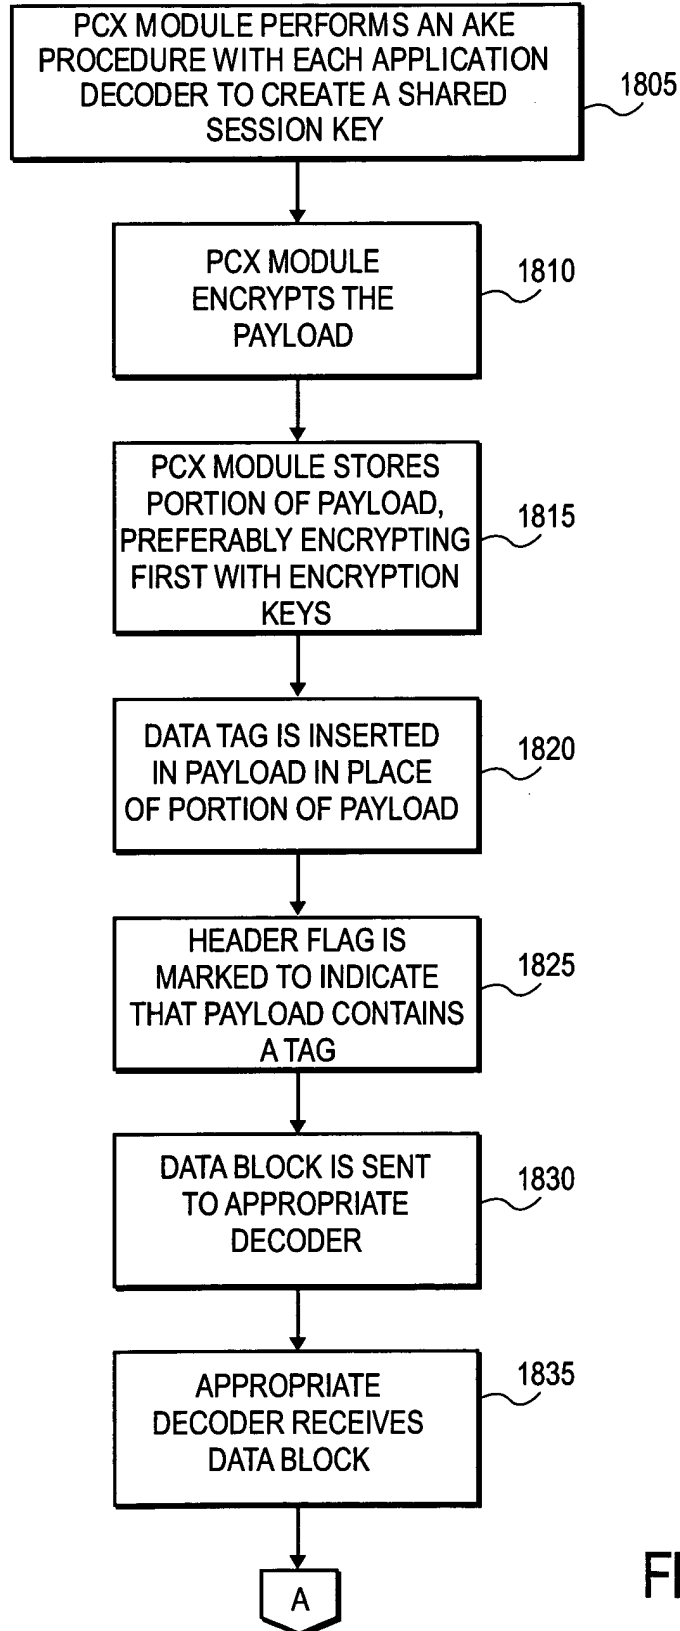 PCX MODULE PERFORMS AN AKE
PROCEDURE WITH EACH APPLICATION
DECODER TO CREATE A SHARED
SESSION KEY
1805
PCX MODULE
ENCRYPTS THE
PAYLOAD
1810
PCX MODULE STORES
PORTION OF PAYLOAD,
PREFERABLY ENCRYPTING
FIRST WITH ENCRYPTION
KEYS
1815
DATA TAG IS INSERTED
IN PAYLOAD IN PLACE
OF PORTION OF PAYLOAD
1820
HEADER FLAG IS
MARKED TO INDICATE
THAT PAYLOAD CONTAINS
A TAG
1825
DATA BLOCK IS SENT
TO APPROPRIATE
DECODER
1830
APPROPRIATE
DECODER RECEIVES
DATA BLOCK
1835
A